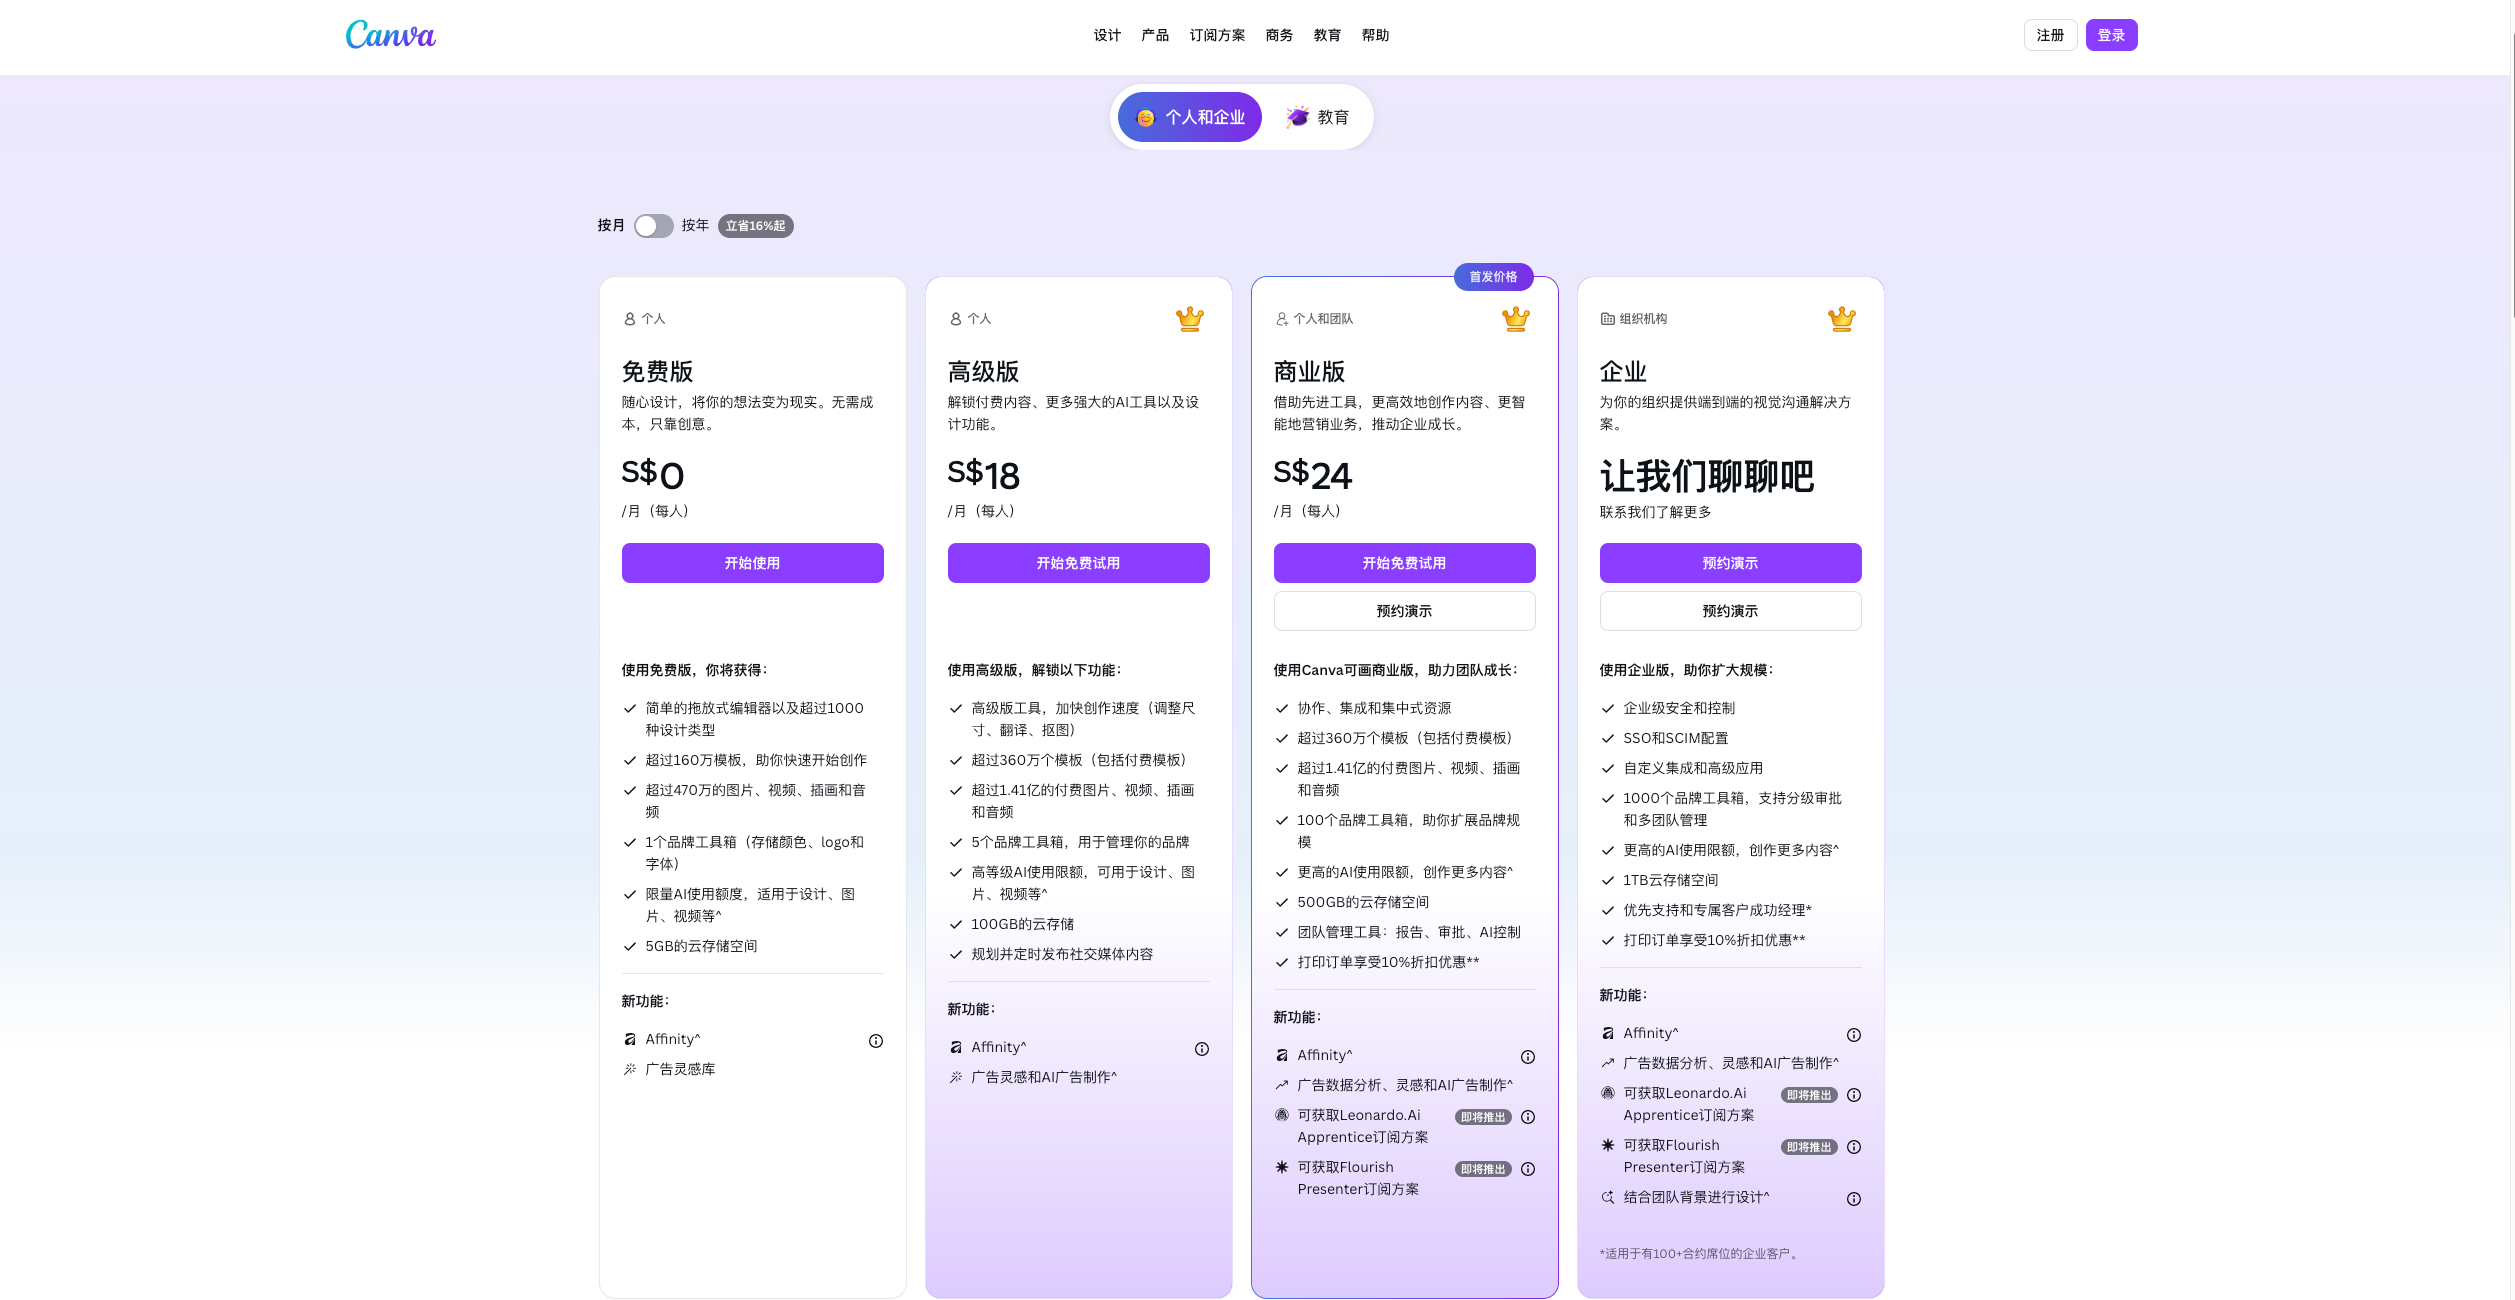 Canva
设计 产品 订阅方案 商务 教育 帮助
注册 登录
个人和企业 教育
按月 按年 立省16%起
个人
免费版
随心设计，将你的想法变为现实。无需成
本，只靠创意。
S$0
/月（每人）
开始使用
使用免费版，你将获得：
简单的拖放式编辑器以及超过1000
种设计类型
超过160万模板，助你快速开始创作
超过470万的图片、视频、插画和音
频
1个品牌工具箱（存储颜色、logo和
字体）
限量AI使用额度，适用于设计、图
片、视频等^
5GB的云存储空间
新功能：
Affinity^
广告灵感库
个人
高级版
解锁付费内容、更多强大的AI工具以及设
计功能。
S$18
/月（每人）
开始免费试用
使用高级版，解锁以下功能：
高级版工具，加快创作速度（调整尺
寸、翻译、抠图）
超过360万个模板（包括付费模板）
超过1.41亿的付费图片、视频、插画
和音频
5个品牌工具箱，用于管理你的品牌
高等级AI使用限额，可用于设计、图
片、视频等^
100GB的云存储
规划并定时发布社交媒体内容
新功能：
Affinity^
广告灵感和AI广告制作^
首发价格
个人和团队
商业版
借助先进工具，更高效地创作内容、更智
能地营销业务，推动企业成长。
S$24
/月（每人）
开始免费试用
预约演示
使用Canva可画商业版，助力团队成长：
协作、集成和集中式资源
超过360万个模板（包括付费模板）
超过1.41亿的付费图片、视频、插画
和音频
100个品牌工具箱，助你扩展品牌规
模
更高的AI使用限额，创作更多内容^
500GB的云存储空间
团队管理工具：报告、审批、AI控制
打印订单享受10%折扣优惠**
新功能：
Affinity^
广告数据分析、灵感和AI广告制作^
可获取Leonardo.Ai 即将推出
Apprentice订阅方案
可获取Flourish 即将推出
Presenter订阅方案
组织机构
企业
为你的组织提供端到端的视觉沟通解决方
案。
让我们聊聊吧
联系我们了解更多
预约演示
预约演示
使用企业版，助你扩大规模：
企业级安全和控制
SSO和SCIM配置
自定义集成和高级应用
1000个品牌工具箱，支持分级审批
和多团队管理
更高的AI使用限额，创作更多内容^
1TB云存储空间
优先支持和专属客户成功经理*
打印订单享受10%折扣优惠**
新功能：
Affinity^
广告数据分析、灵感和AI广告制作^
可获取Leonardo.Ai 即将推出
Apprentice订阅方案
可获取Flourish 即将推出
Presenter订阅方案
结合团队背景进行设计^
*适用于有100+合约席位的企业客户。